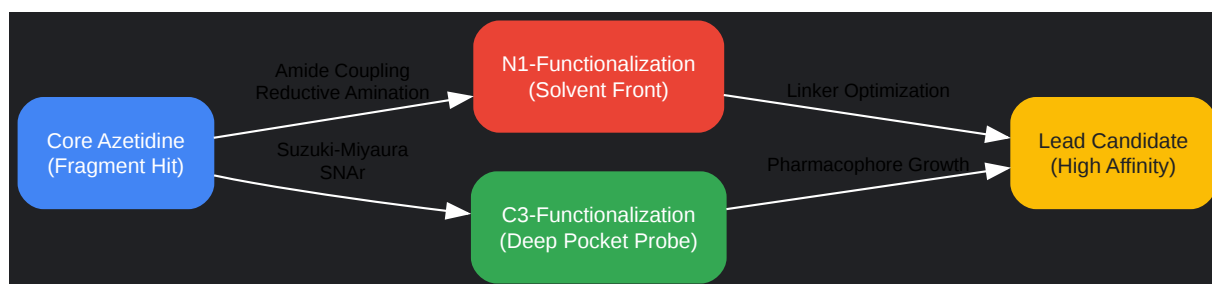 Core Azetidine
(Fragment Hit)
Amide Coupling
Reductive Amination
Suzuki-Miyaura
SNAr
N1-Functionalization
(Solvent Front)
C3-Functionalization
(Deep Pocket Probe)
Linker Optimization
Pharmacophore Growth
Lead Candidate
(High Affinity)